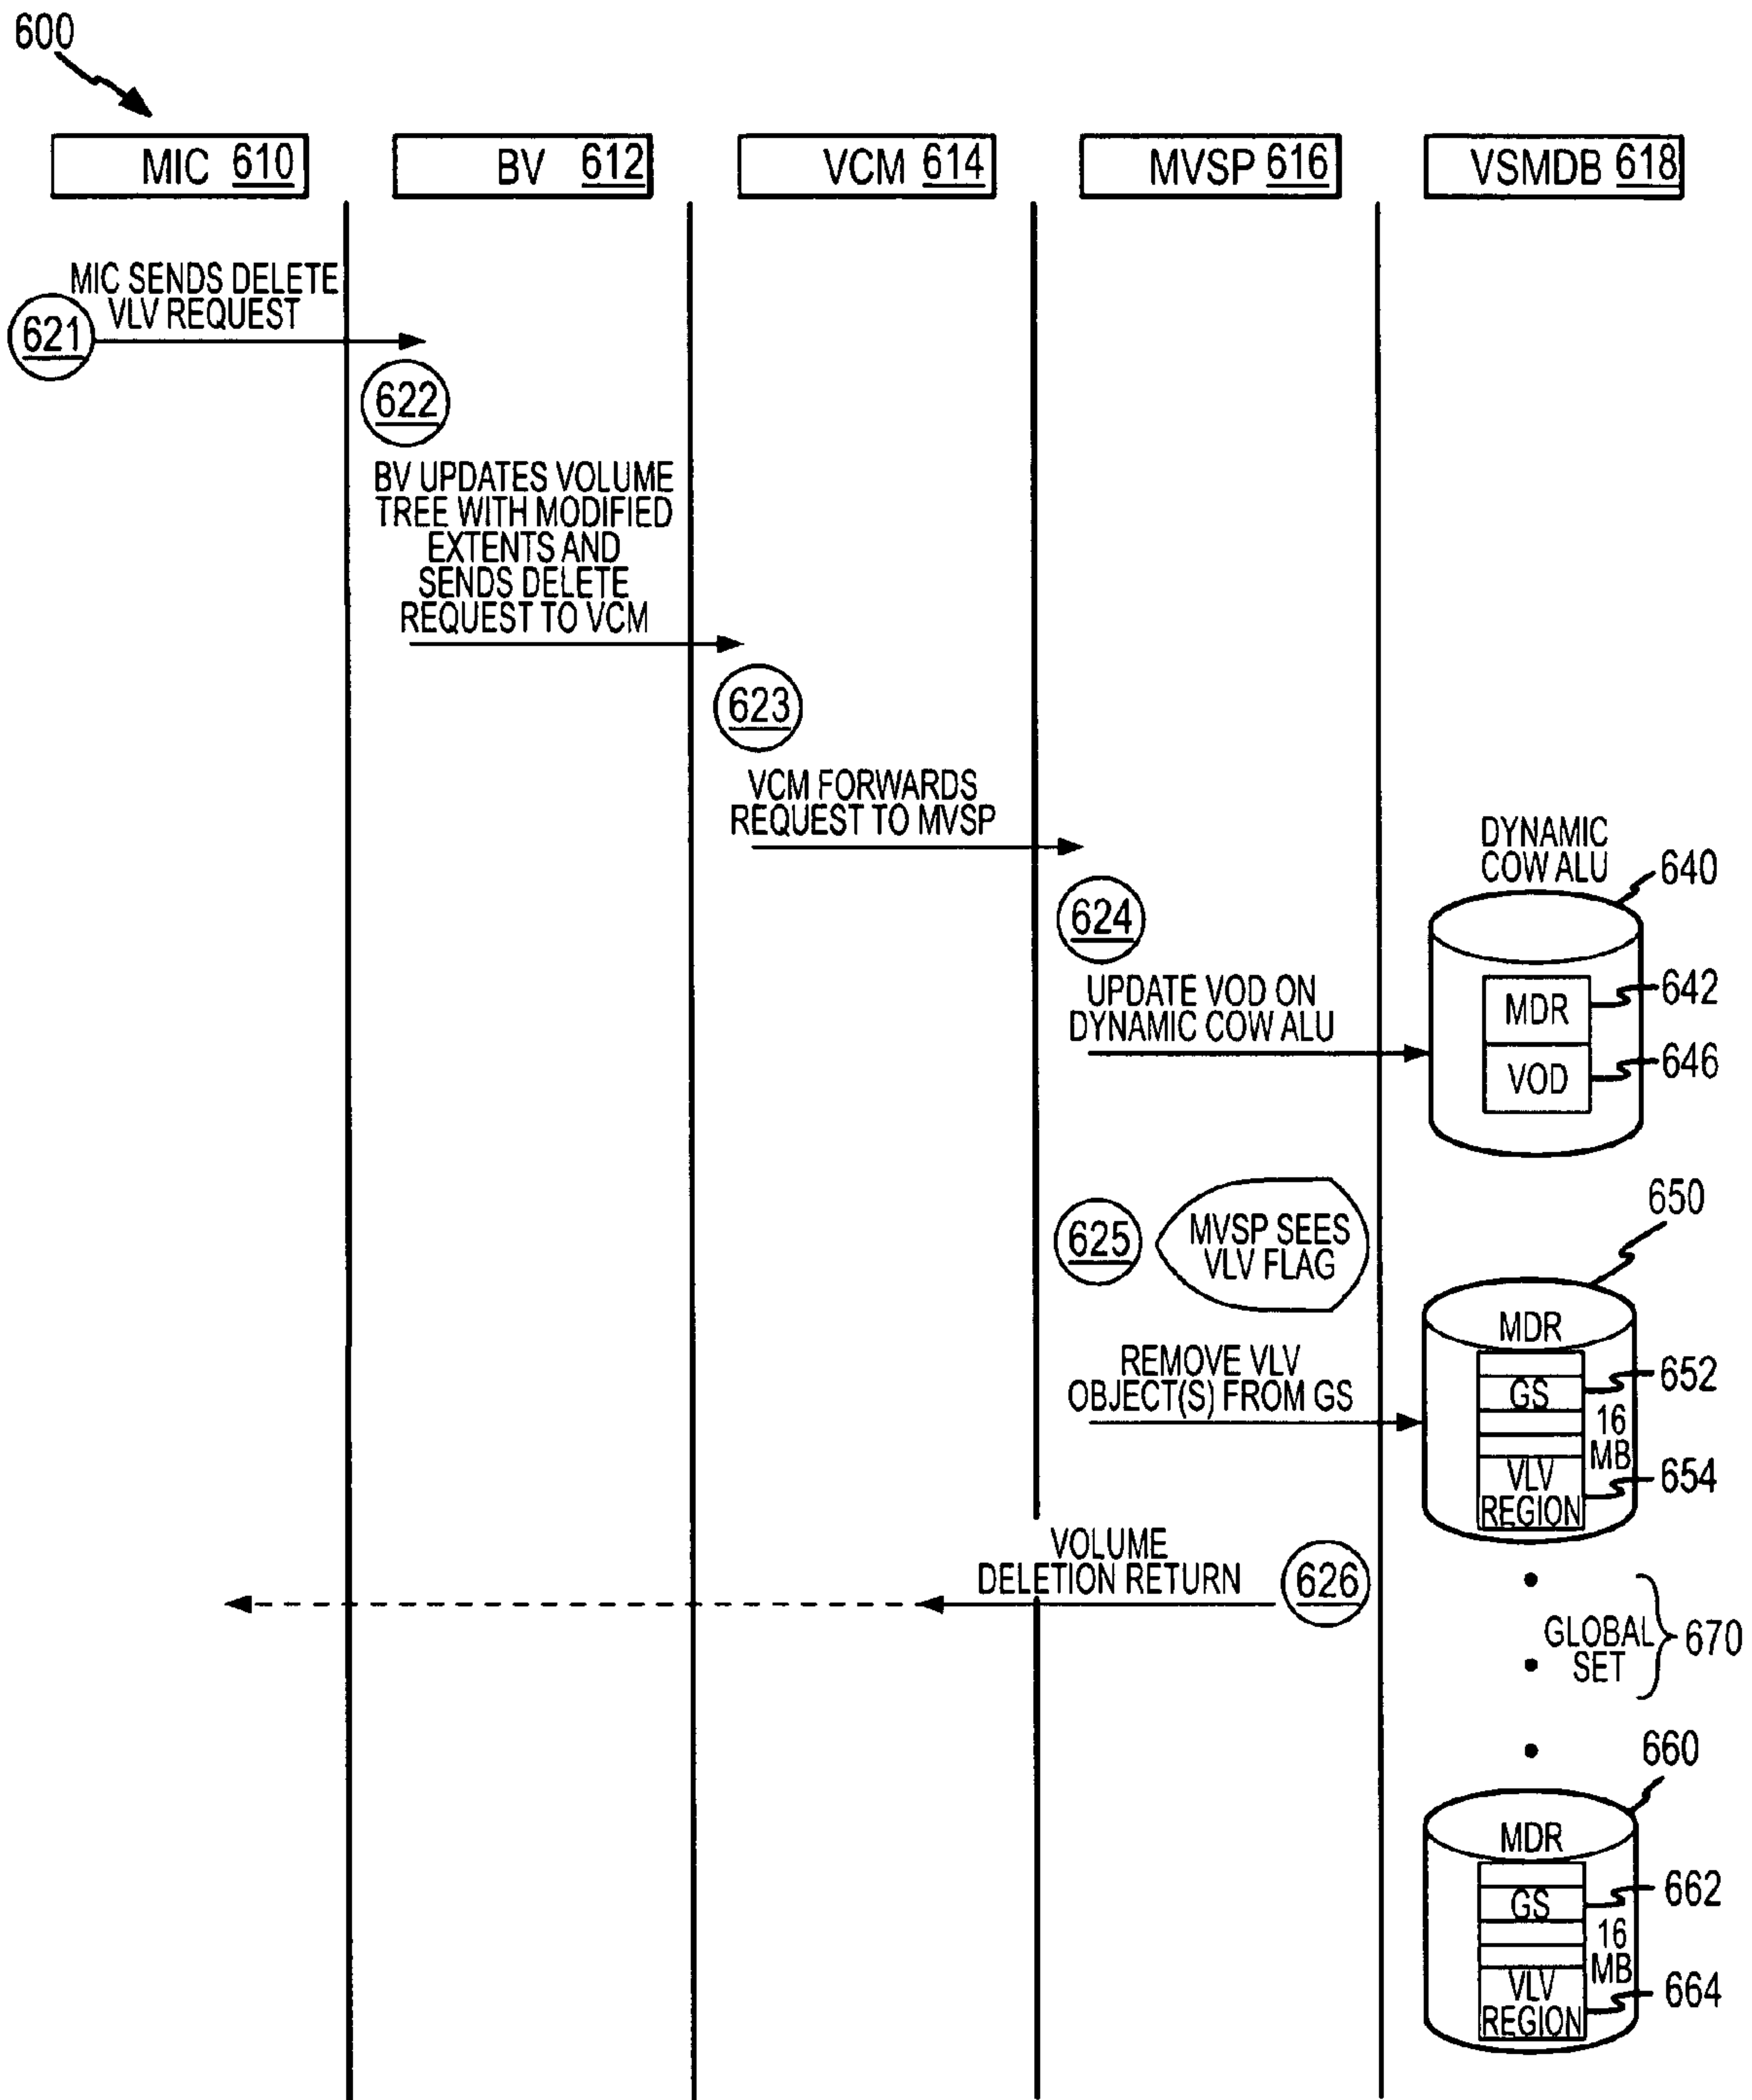 600
MIC 610
BV 612
VCM 614
MVSP 616
VSMDB 618
MIC SENDS DELETE
VLV REQUEST
621
622
BV UPDATES VOLUME
TREE WITH MODIFIED
EXTENTS AND
SENDS DELETE
REQUEST TO VCM
623
VCM FORWARDS
REQUEST TO MVSP
624
UPDATE VOD ON
DYNAMIC COW ALU
DYNAMIC
COW ALU
640
MDR
642
VOD
646
625
MVSP SEES
VLV FLAG
650
REMOVE VLV
OBJECT(S) FROM GS
MDR
GS
652
16
MB
VLV
REGION
654
VOLUME
DELETION RETURN
626
GLOBAL
SET
670
660
MDR
GS
662
16
MB
VLV
REGION
664